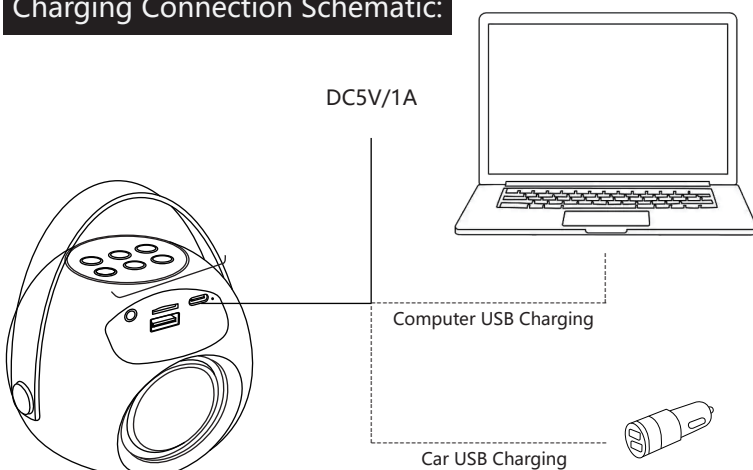 Charging Connection Schematic:
DC5V/1A
Computer USB Charging
Car USB Charging